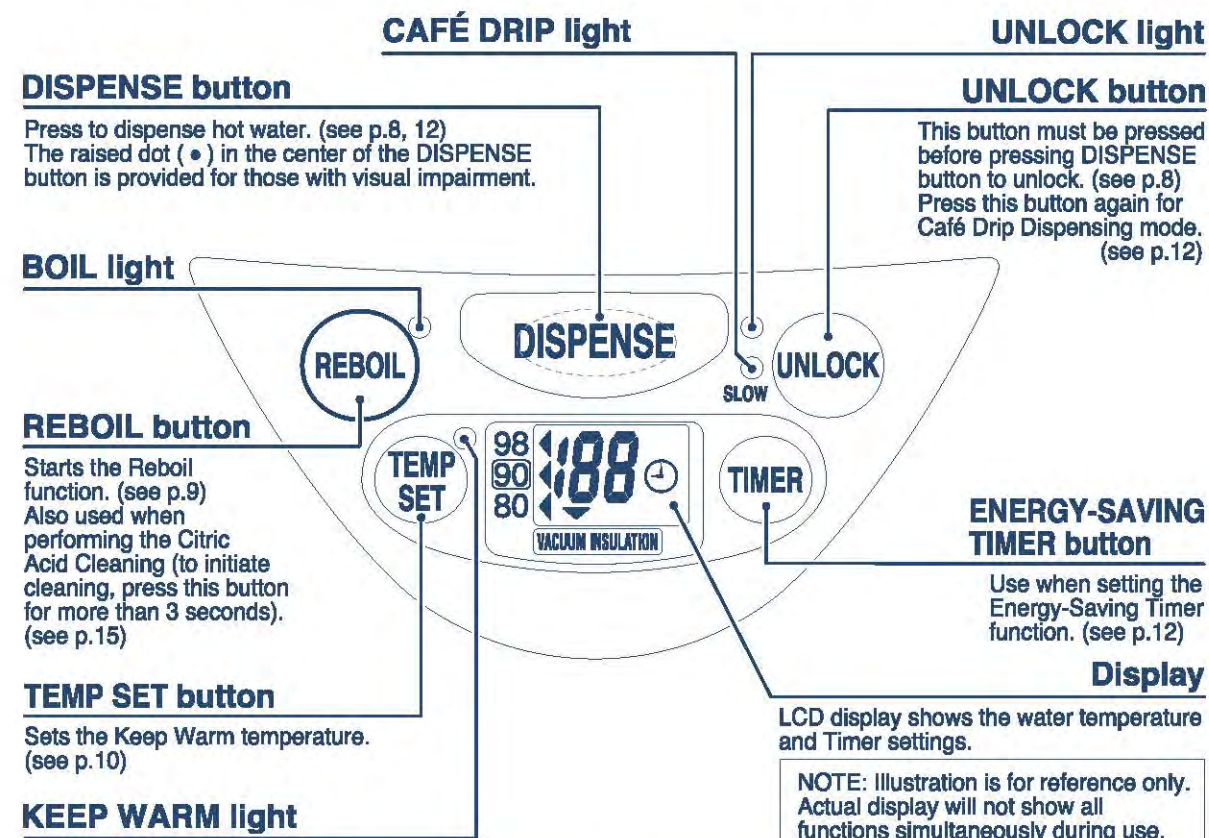 CAFÉ DRIP light
UNLOCK light
DISPENSE button
Press to dispense hot water. (see p.8, 12)
The raised dot ( ● ) in the center of the DISPENSE
button is provided for those with visual impairment.
UNLOCK button
This button must be pressed
before pressing DISPENSE
button to unlock. (see p.8)
Press this button again for
Café Drip Dispensing mode.
(see p.12)
BOIL light
REBOIL
DISPENSE
SLOW
UNLOCK
REBOIL button
Starts the Reboil
function. (see p.9)
Also used when
performing the Citric
Acid Cleaning (to initiate
cleaning, press this button
for more than 3 seconds).
(see p.15)
TEMP
SET
98
90
80
188
VACUUM INSULATION
TIMER
ENERGY-SAVING
TIMER button
Use when setting the
Energy-Saving Timer
function. (see p.12)
TEMP SET button
Sets the Keep Warm temperature.
(see p.10)
Display
LCD display shows the water temperature
and Timer settings.
NOTE: Illustration is for reference only.
Actual display will not show all
functions simultaneously during use.
KEEP WARM light